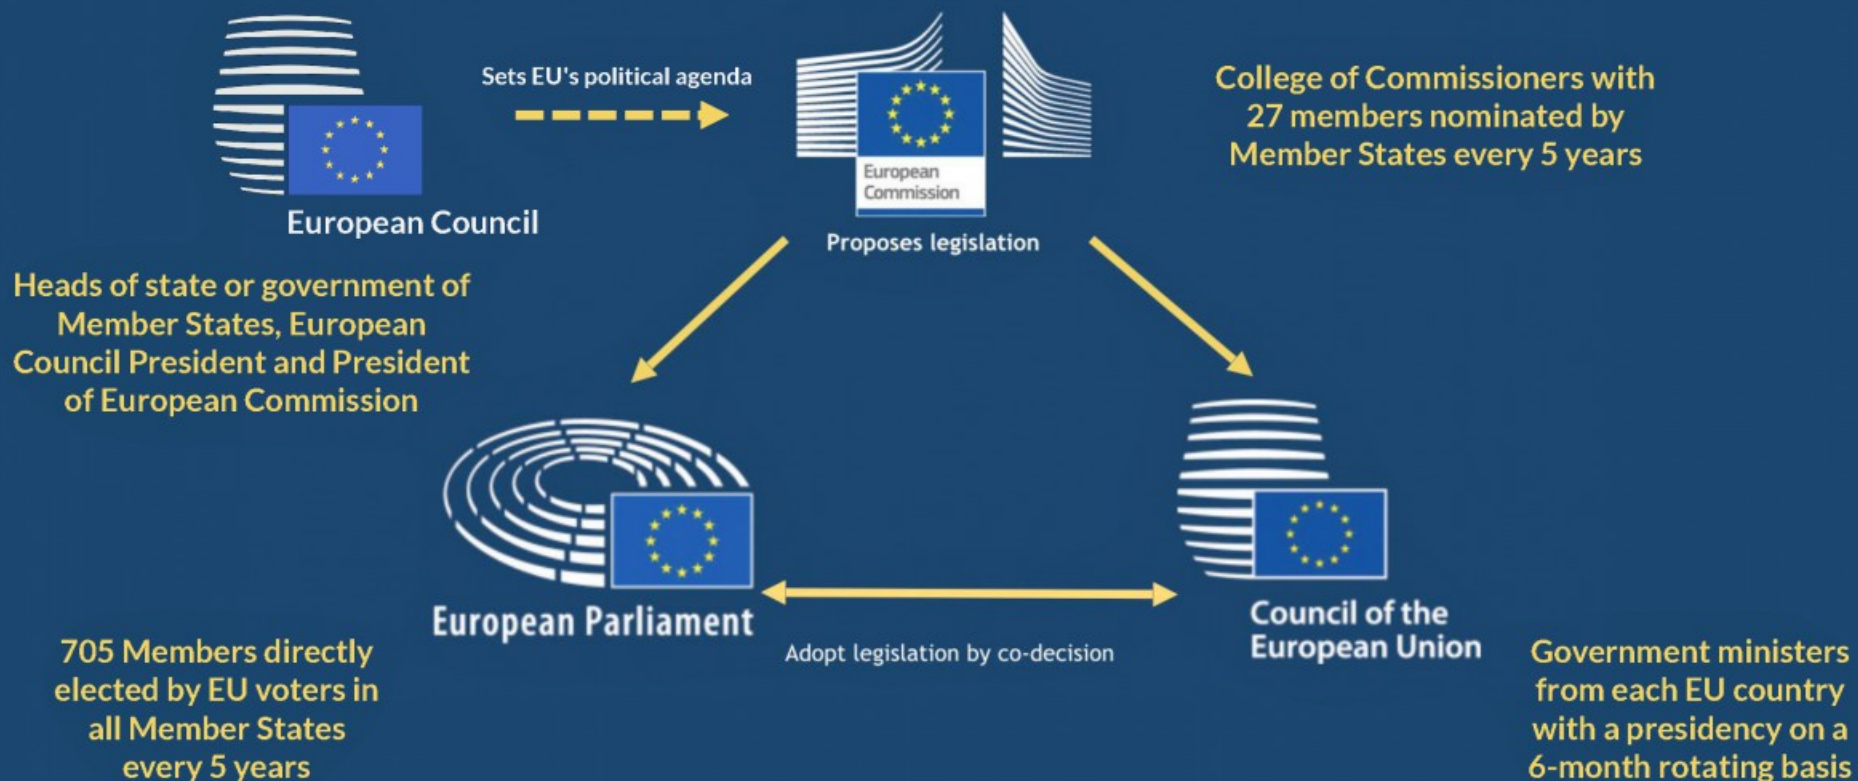 Sets EU's political agenda
European
Commission
College of Commissioners with
27 members nominated by
Member States every 5 years
European Council
Proposes legislation
Heads of state or government of
Member States, European
Council President and President
of European Commission
European Parliament
Council of the
European Union
Adopt legislation by co-decision
705 Members directly
elected by EU voters in
all Member States
every 5 years
Government ministers
from each EU country
with a presidency on a
6-month rotating basis